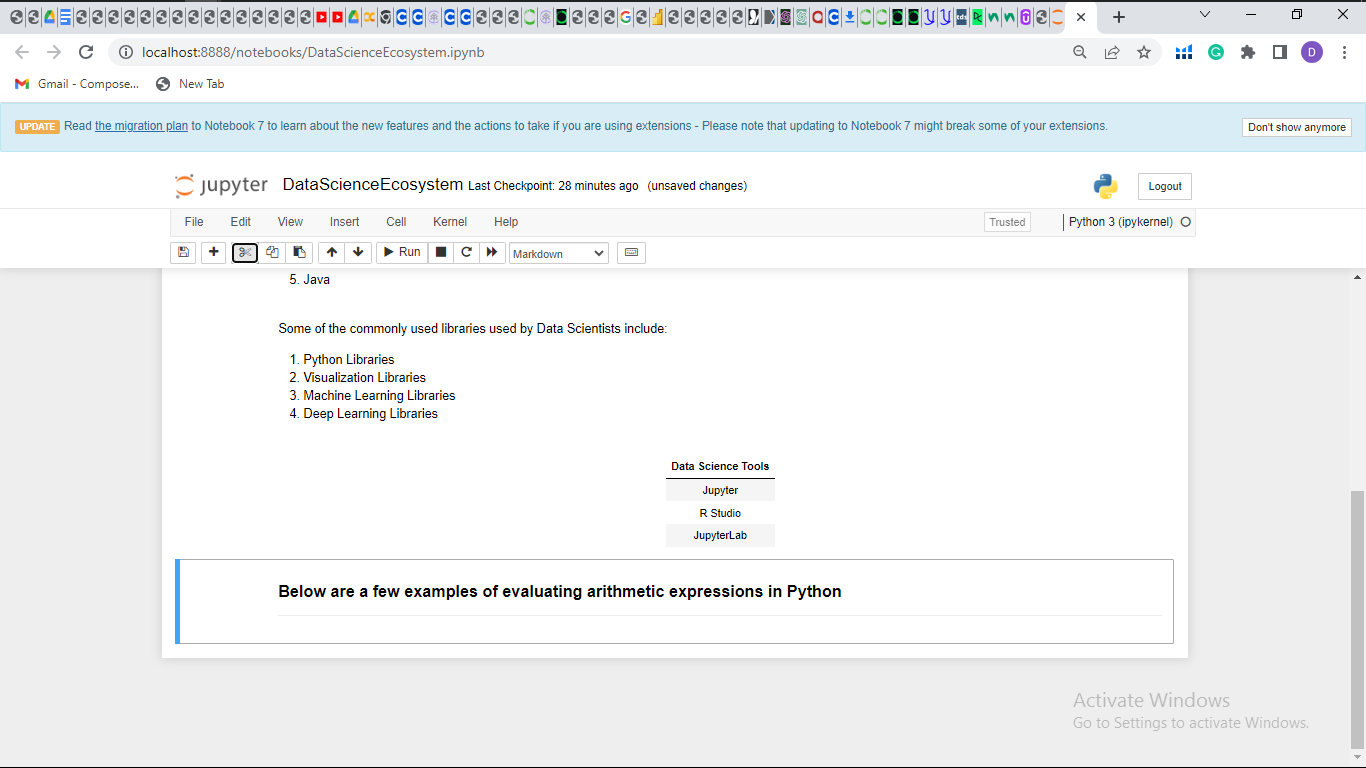 localhost:8888/notebooks/DataScienceEcosystem.ipynb
D
Gmail - Compose...
New Tab
UPDATE Read the migration plan to Notebook 7 to learn about the new features and the actions to take if you are using extensions - Please note that updating to Notebook 7 might break some of your extensions.
Don't show anymore
jupyter DataScienceEcosystem Last Checkpoint: 28 minutes ago (unsaved changes)
Logout
File Edit View Insert Cell Kernel Help
Trusted
Python 3 (ipykernel)
Run
Markdown
5. Java
Some of the commonly used libraries used by Data Scientists include:
1. Python Libraries
2. Visualization Libraries
3. Machine Learning Libraries
4. Deep Learning Libraries
Data Science Tools
Jupyter
R Studio
JupyterLab
Below are a few examples of evaluating arithmetic expressions in Python
Activate Windows
Go to Settings to activate Windows.